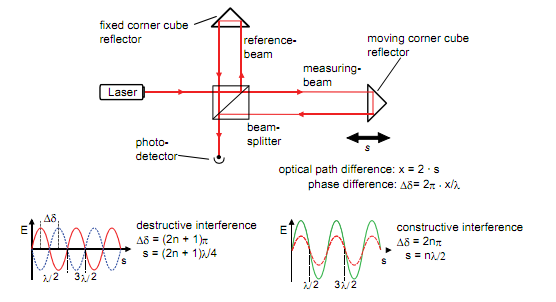 fixed corner cube
reflector
reference-
beam
moving corner cube
reflector
measuring-
beam
Laser
beam-
splitter
photo-
detector
s
optical path difference: x = 2 · s
phase difference: Δδ= 2π · x/λ
E
Δδ
s
λ/2
3λ/2
destructive interference
Δδ = (2n + 1)π
s = (2n + 1)λ/4
E
s
λ/2
3λ/2
constructive interference
Δδ = 2nπ
s = nλ/2